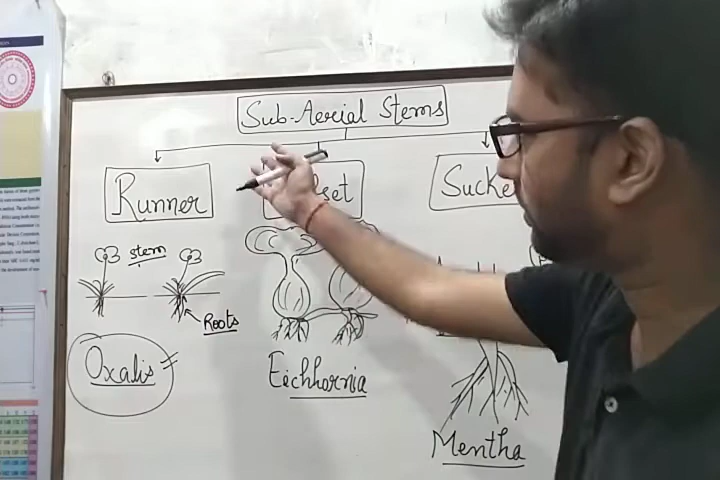 Sub-Aerial Stems
Runner
Sucke
stem
Roots
Oxalis
Eichhornia
Mentha